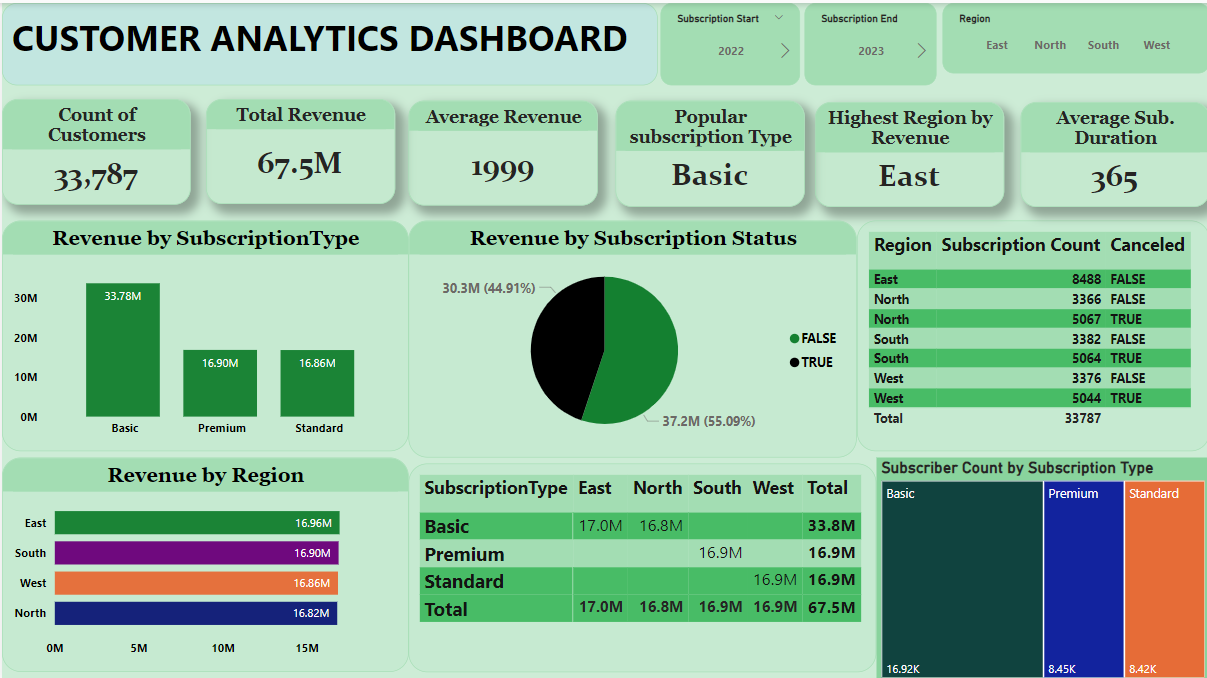 CUSTOMER ANALYTICS DASHBOARD
Subscription Start
2022
Subscription End
2023
Region
East North South West
Count of
Customers
33,787
Total Revenue
67.5M
Average Revenue
1999
Popular
subscription Type
Basic
Highest Region by
Revenue
East
Average Sub.
Duration
365
Revenue by SubscriptionType
30M
20M
10M
0M
33.78M
16.90M
16.86M
Basic Premium Standard
Revenue by Subscription Status
30.3M (44.91%)
37.2M (55.09%)
FALSE
TRUE
Region Subscription Count Canceled
East 8488 FALSE
North 3366 FALSE
North 5067 TRUE
South 3382 FALSE
South 5064 TRUE
West 3376 FALSE
West 5044 TRUE
Total 33787
Revenue by Region
East 16.96M
South 16.90M
West 16.86M
North 16.82M
0M 5M 10M 15M
SubscriptionType East North South West Total
Basic 17.0M 16.8M 33.8M
Premium 16.9M 16.9M
Standard 16.9M 16.9M
Total 17.0M 16.8M 16.9M 16.9M 67.5M
Subscriber Count by Subscription Type
Basic Premium Standard
16.92K 8.45K 8.42K